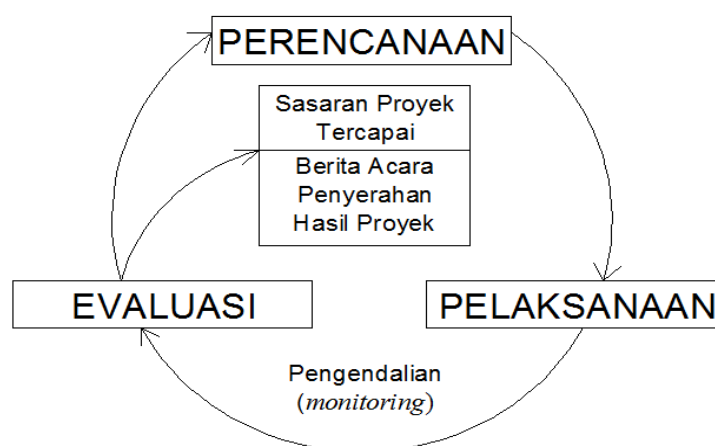 PERENCANAAN
Sasaran Proyek
Tercapai
Berita Acara
Penyerahan
Hasil Proyek
EVALUASI
PELAKSANAAN
Pengendalian
(monitoring)